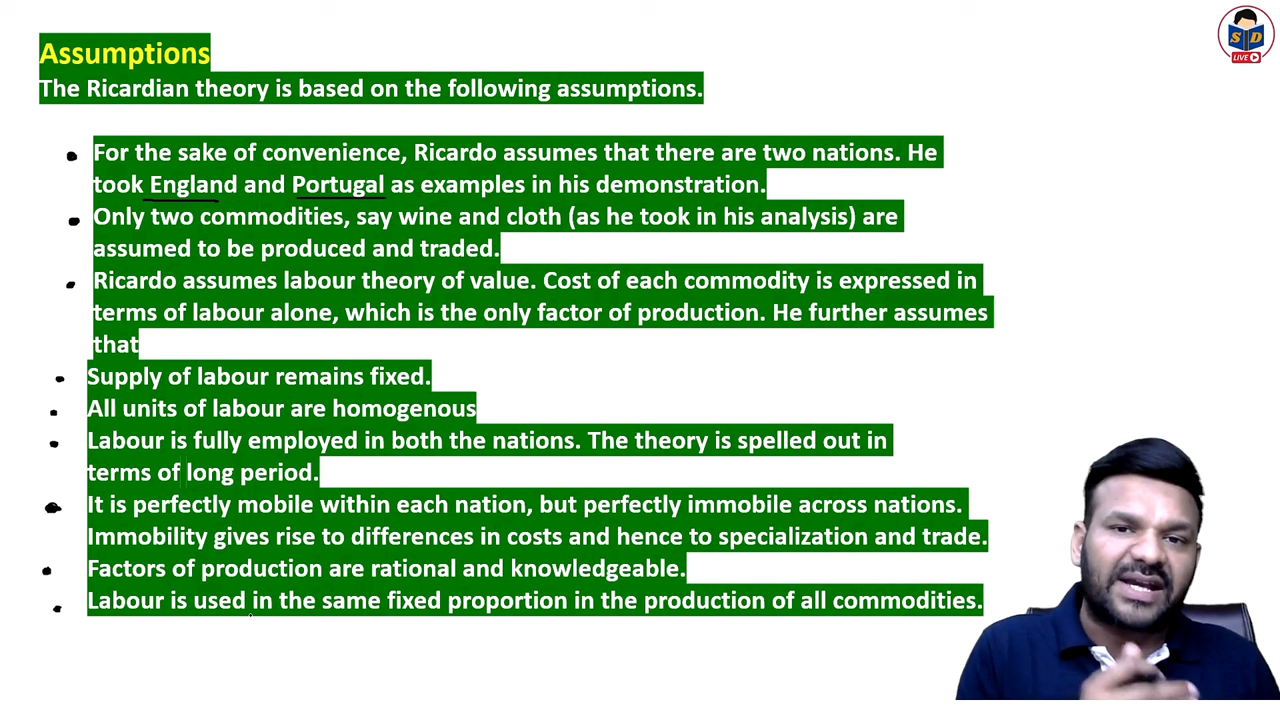 S D
LIVE
Assumptions
The Ricardian theory is based on the following assumptions.
For the sake of convenience, Ricardo assumes that there are two nations. He
took England and Portugal as examples in his demonstration.
Only two commodities, say wine and cloth (as he took in his analysis) are
assumed to be produced and traded.
Ricardo assumes labour theory of value. Cost of each commodity is expressed in
terms of labour alone, which is the only factor of production. He further assumes
that
Supply of labour remains fixed.
All units of labour are homogenous
Labour is fully employed in both the nations. The theory is spelled out in
terms of long period.
It is perfectly mobile within each nation, but perfectly immobile across nations.
Immobility gives rise to differences in costs and hence to specialization and trade.
Factors of production are rational and knowledgeable.
Labour is used in the same fixed proportion in the production of all commodities.